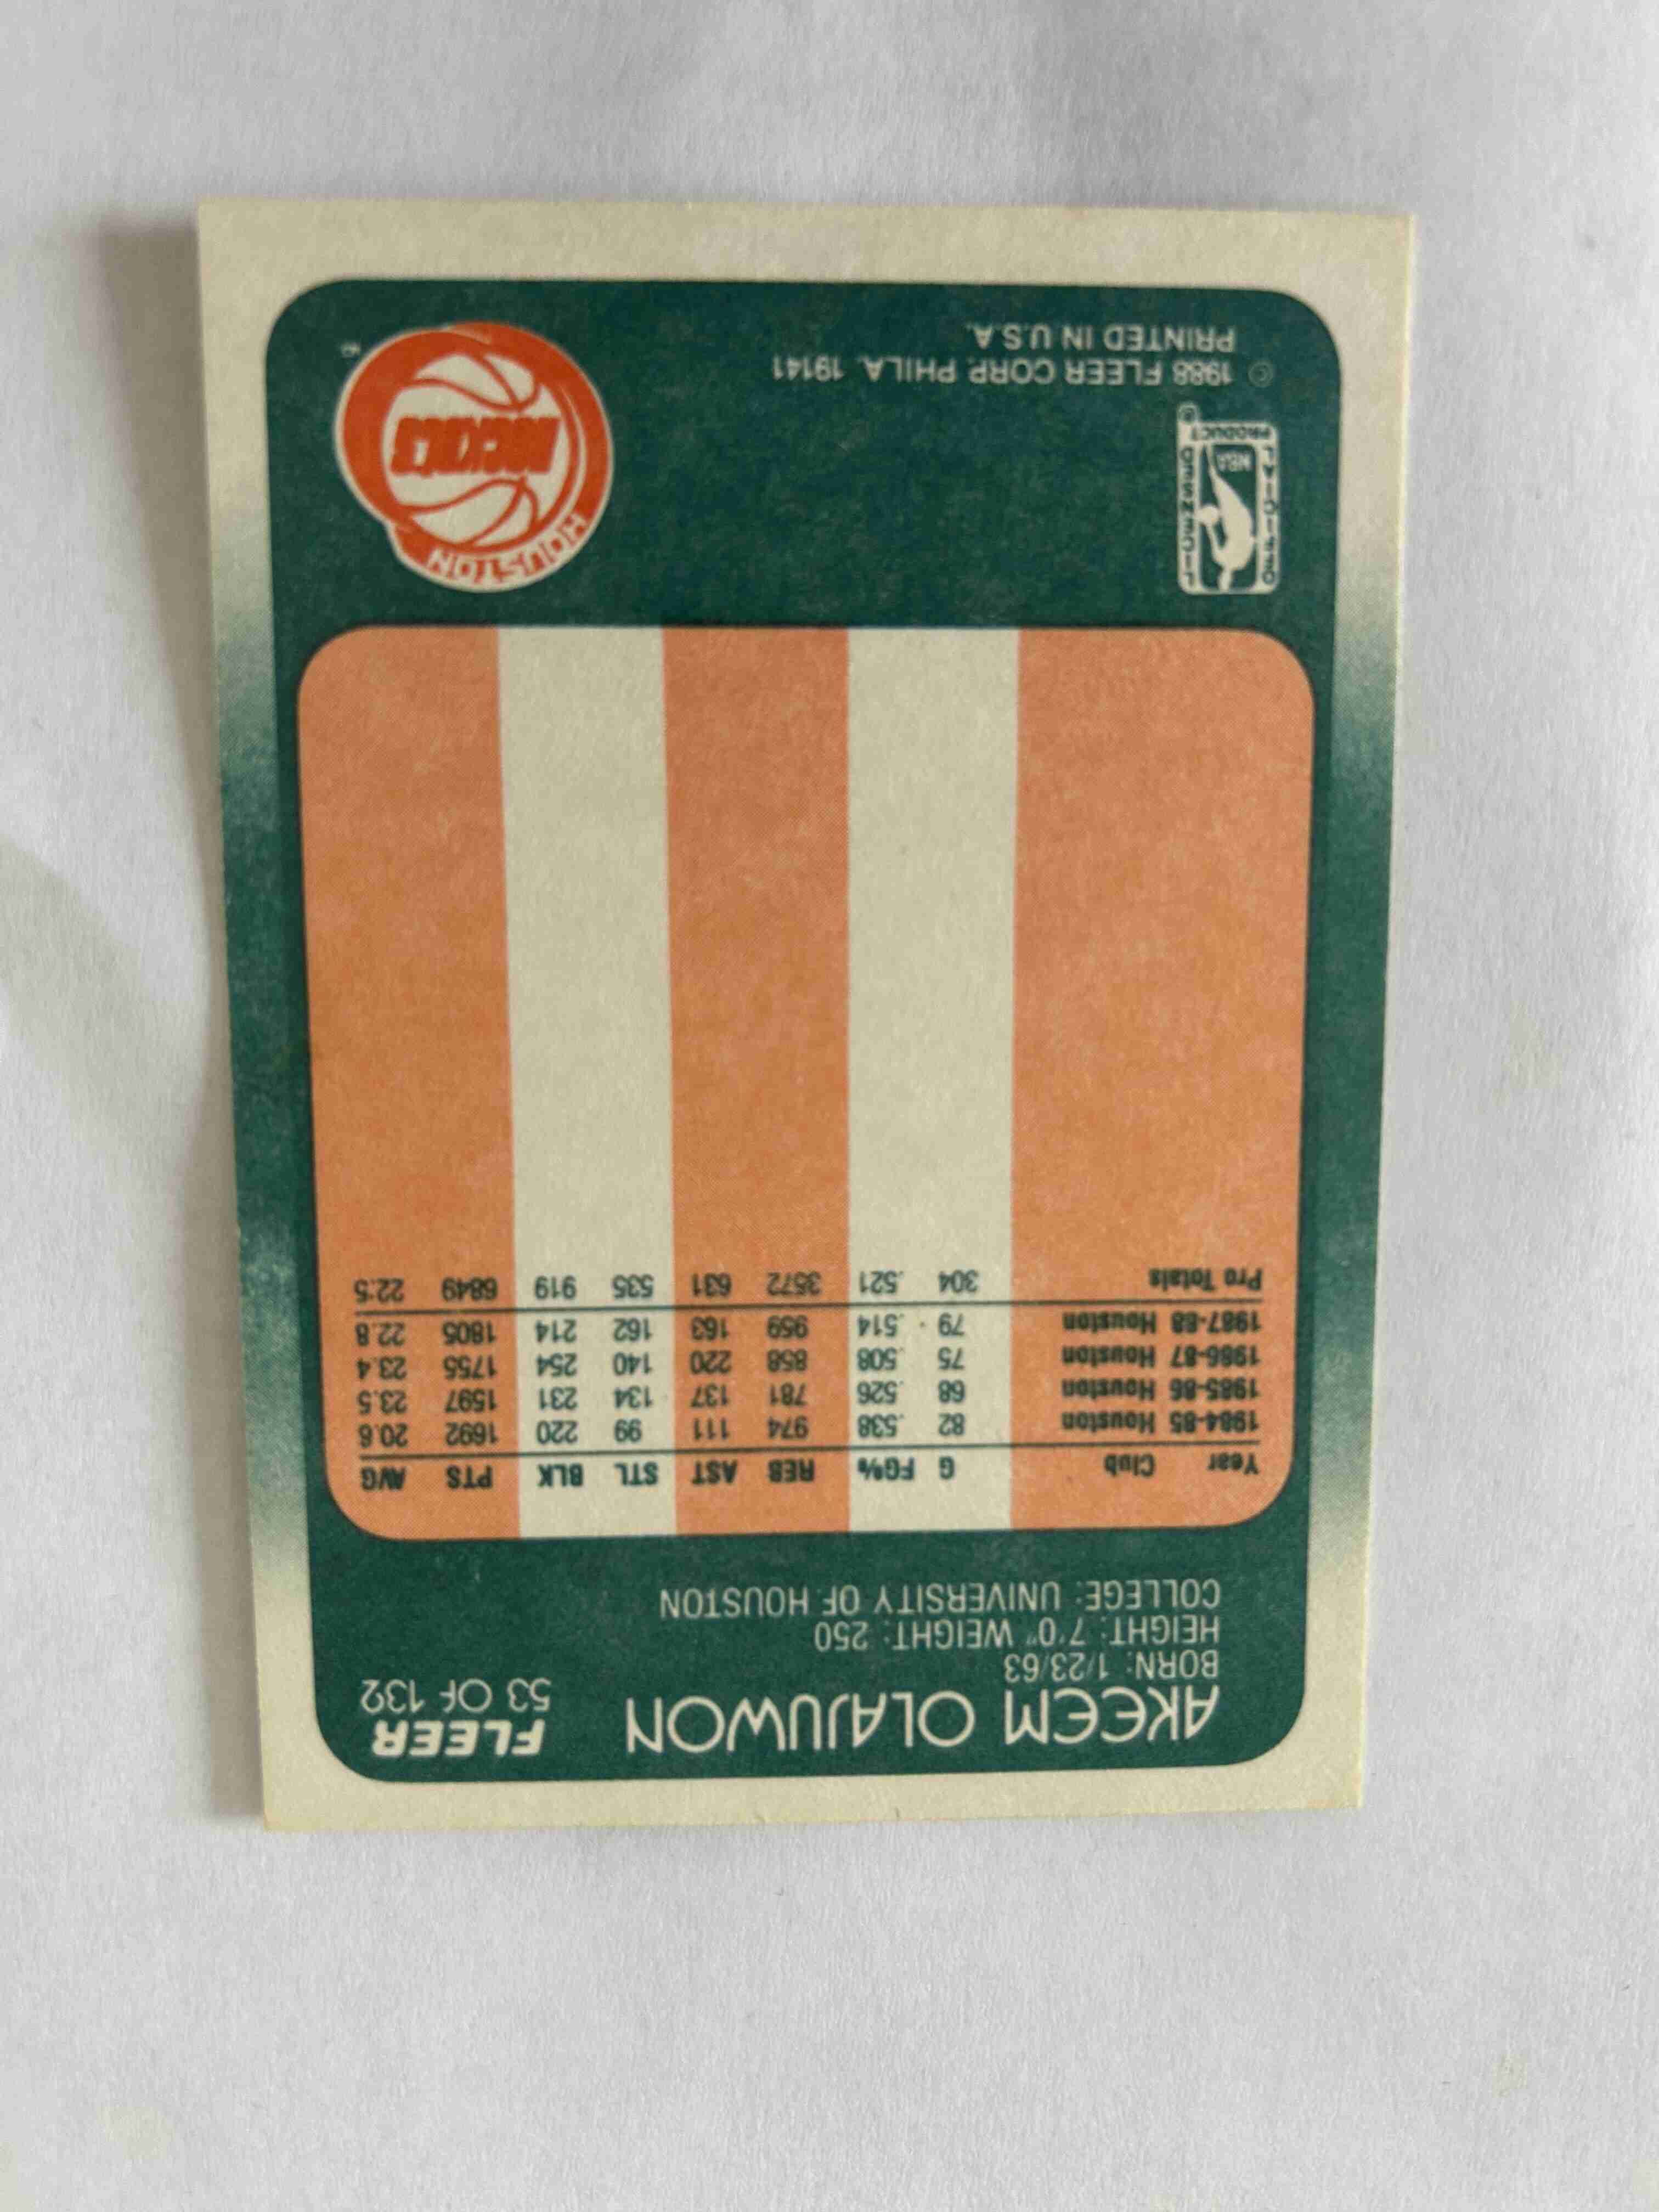 AKEEM OLAJUWON
FLEER
53 OF 132
BORN: 1/23/63
HEIGHT: 7'0" WEIGHT: 250
COLLEGE: UNIVERSITY OF HOUSTON
Year Club G FG% REB AST STL BLK PTS AVG
1984-85 Houston 82 .538 974 111 99 220 1692 20.6
1985-86 Houston 68 .526 781 137 134 231 1597 23.5
1986-87 Houston 75 .508 858 220 140 254 1755 23.4
1987-88 Houston 79 .514 959 163 162 214 1805 22.8
Pro Totals 304 .521 3572 631 535 919 6849 22.5
OFFICIALLY
NBA
LICENSED
PRODUCT
HOUSTON
ROCKETS
© 1988 FLEER CORP. PHILA. 19141
PRINTED IN U.S.A.